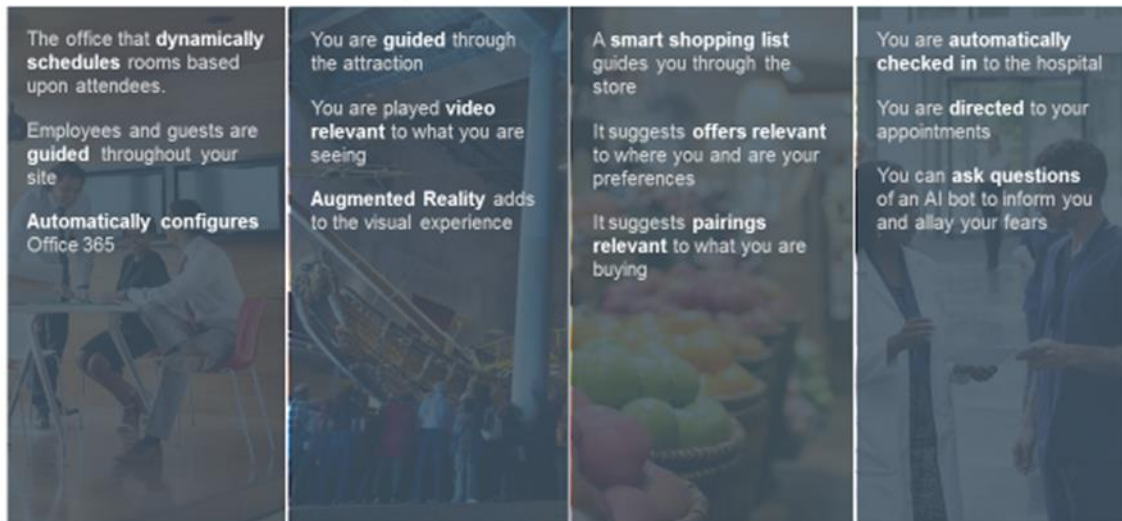 The office that dynamically
schedules rooms based
upon attendees.
Employees and guests are
guided throughout your
site
Automatically configures
Office 365
You are guided through
the attraction
You are played video
relevant to what you are
seeing
Augmented Reality adds
to the visual experience
A smart shopping list
guides you through the
store
It suggests offers relevant
to where you and are your
preferences
It suggests pairings
relevant to what you are
buying
You are automatically
checked in to the hospital
You are directed to your
appointments
You can ask questions
of an AI bot to inform you
and allay your fears